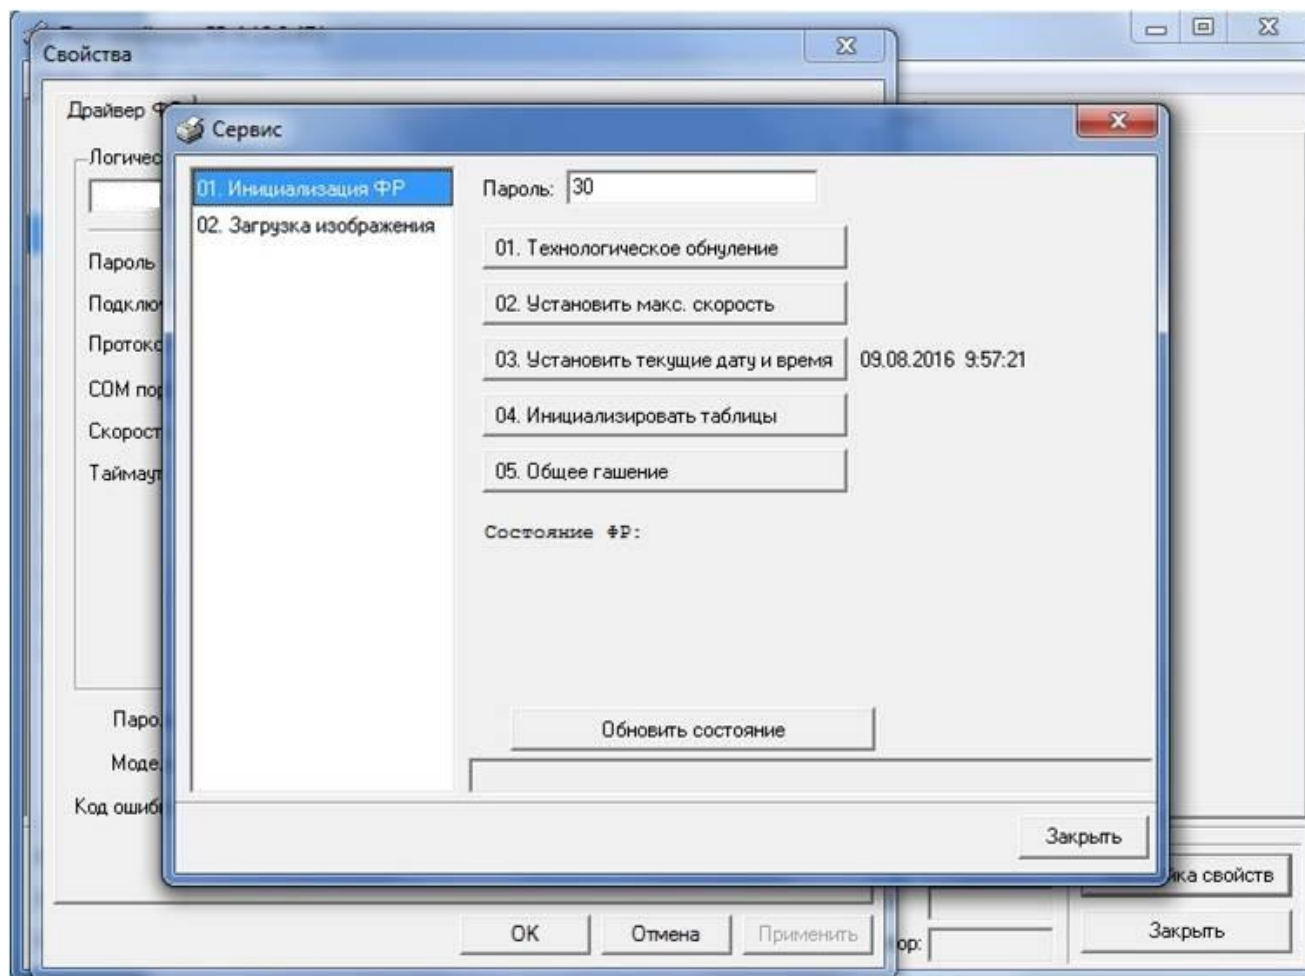 Свойства
Драйвер
Сервис
01. Инициализация ФР
02. Загрузка изображения
Пароль: 30
01. Технологическое обнуление
02. Установить макс. скорость
03. Установить текущие дату и время 09.08.2016 9:57:21
04. Инициализировать таблицы
05. Общее гашение
Состояние ФР:
Обновить состояние
Закрыть
Логичес
Пароль
Подклю
Протоко
COM пор
Скорост
Таймаут
Паро
Моде
Код ошиб
йка свойств
OK Отмена Применить
ор:
Закрыть